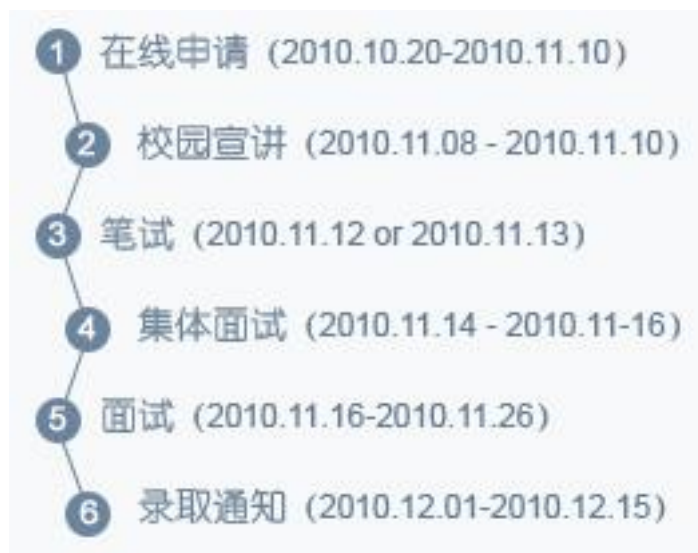 1 在线申请 (2010.10.20-2010.11.10)
2 校园宣讲 (2010.11.08 - 2010.11.10)
3 笔试 (2010.11.12 or 2010.11.13)
4 集体面试 (2010.11.14 - 2010.11-16)
5 面试 (2010.11.16-2010.11.26)
6 录取通知 (2010.12.01-2010.12.15)